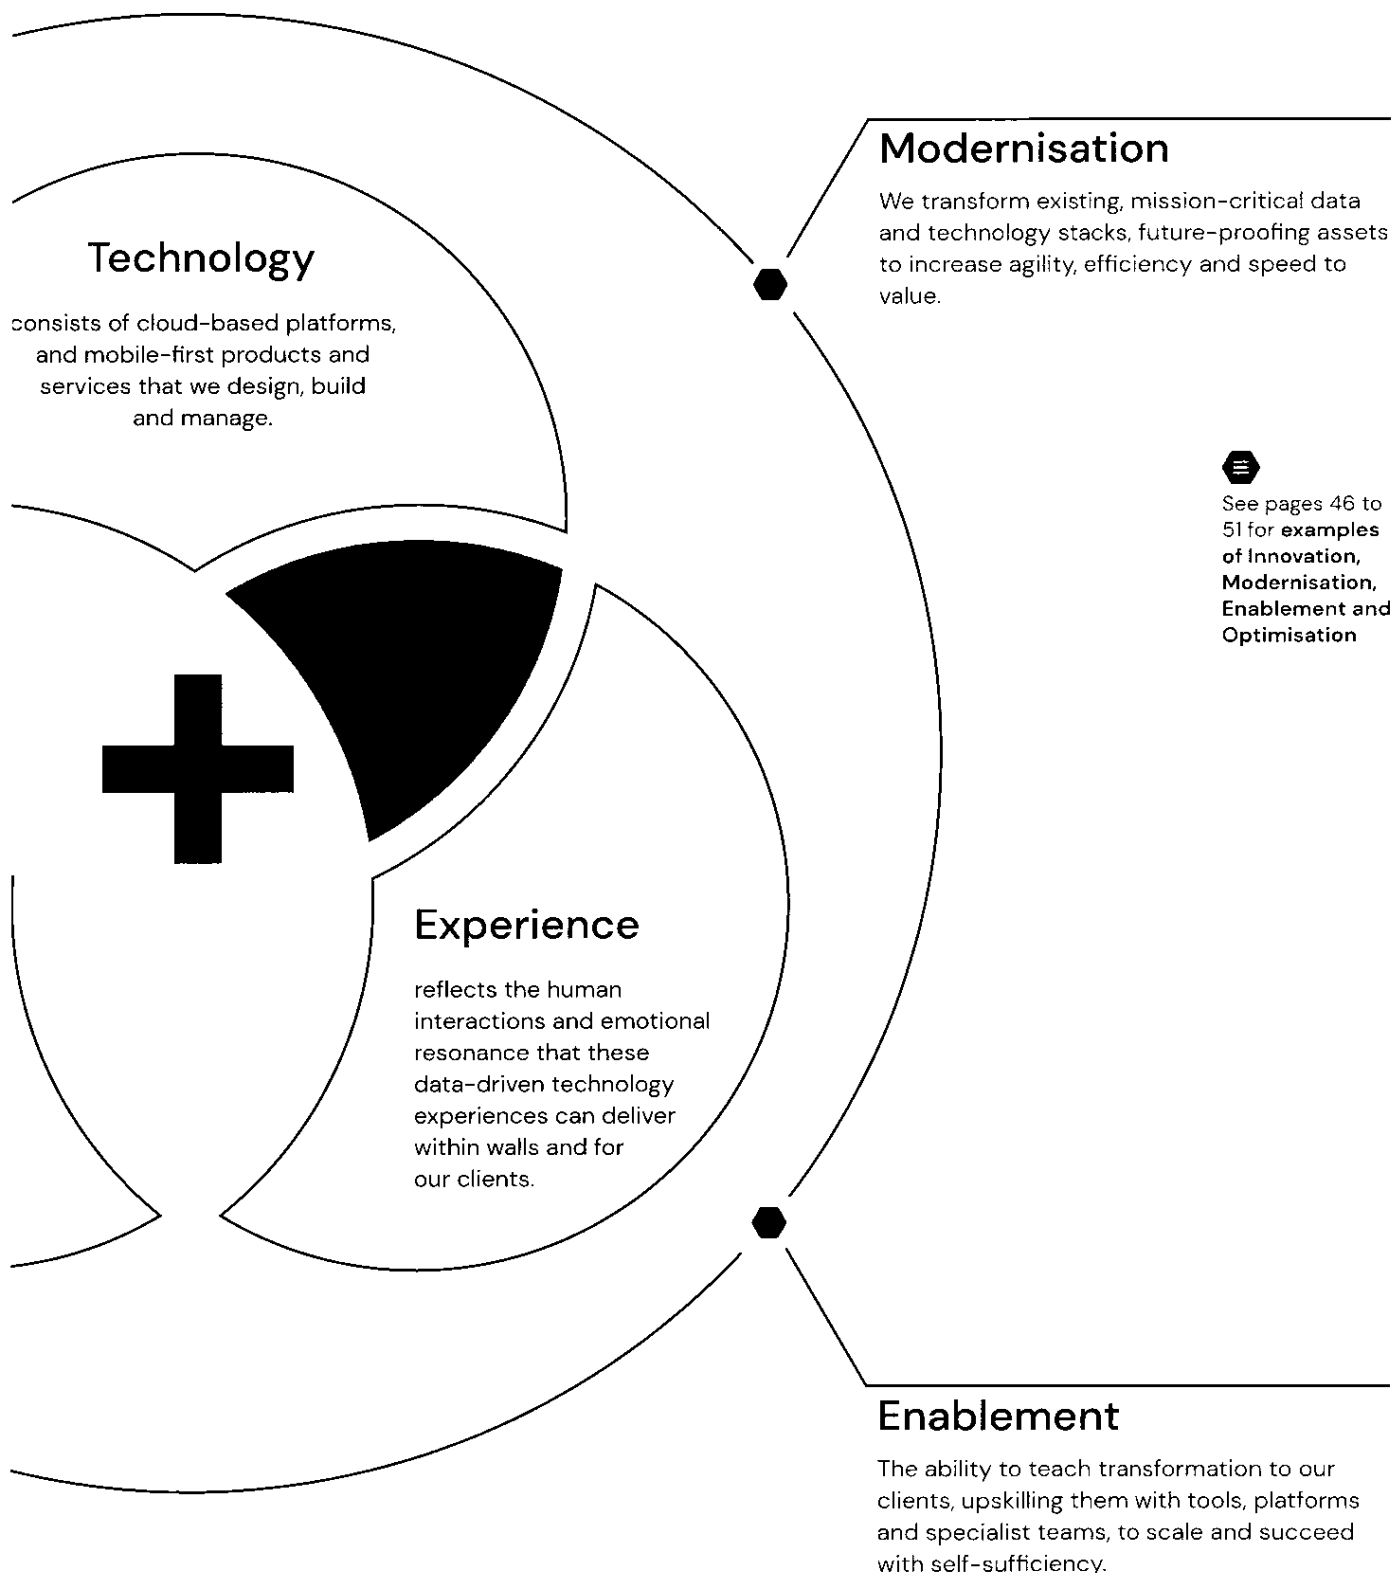 Modernisation
We transform existing, mission-critical data
and technology stacks, future-proofing assets
to increase agility, efficiency and speed to
value.
Technology
consists of cloud-based platforms,
and mobile-first products and
services that we design, build
and manage.
See pages 46 to
51 for examples
of Innovation,
Modernisation,
Enablement and
Optimisation
Experience
reflects the human
interactions and emotional
resonance that these
data-driven technology
experiences can deliver
within walls and for
our clients.
Enablement
The ability to teach transformation to our
clients, upskilling them with tools, platforms
and specialist teams, to scale and succeed
with self-sufficiency.